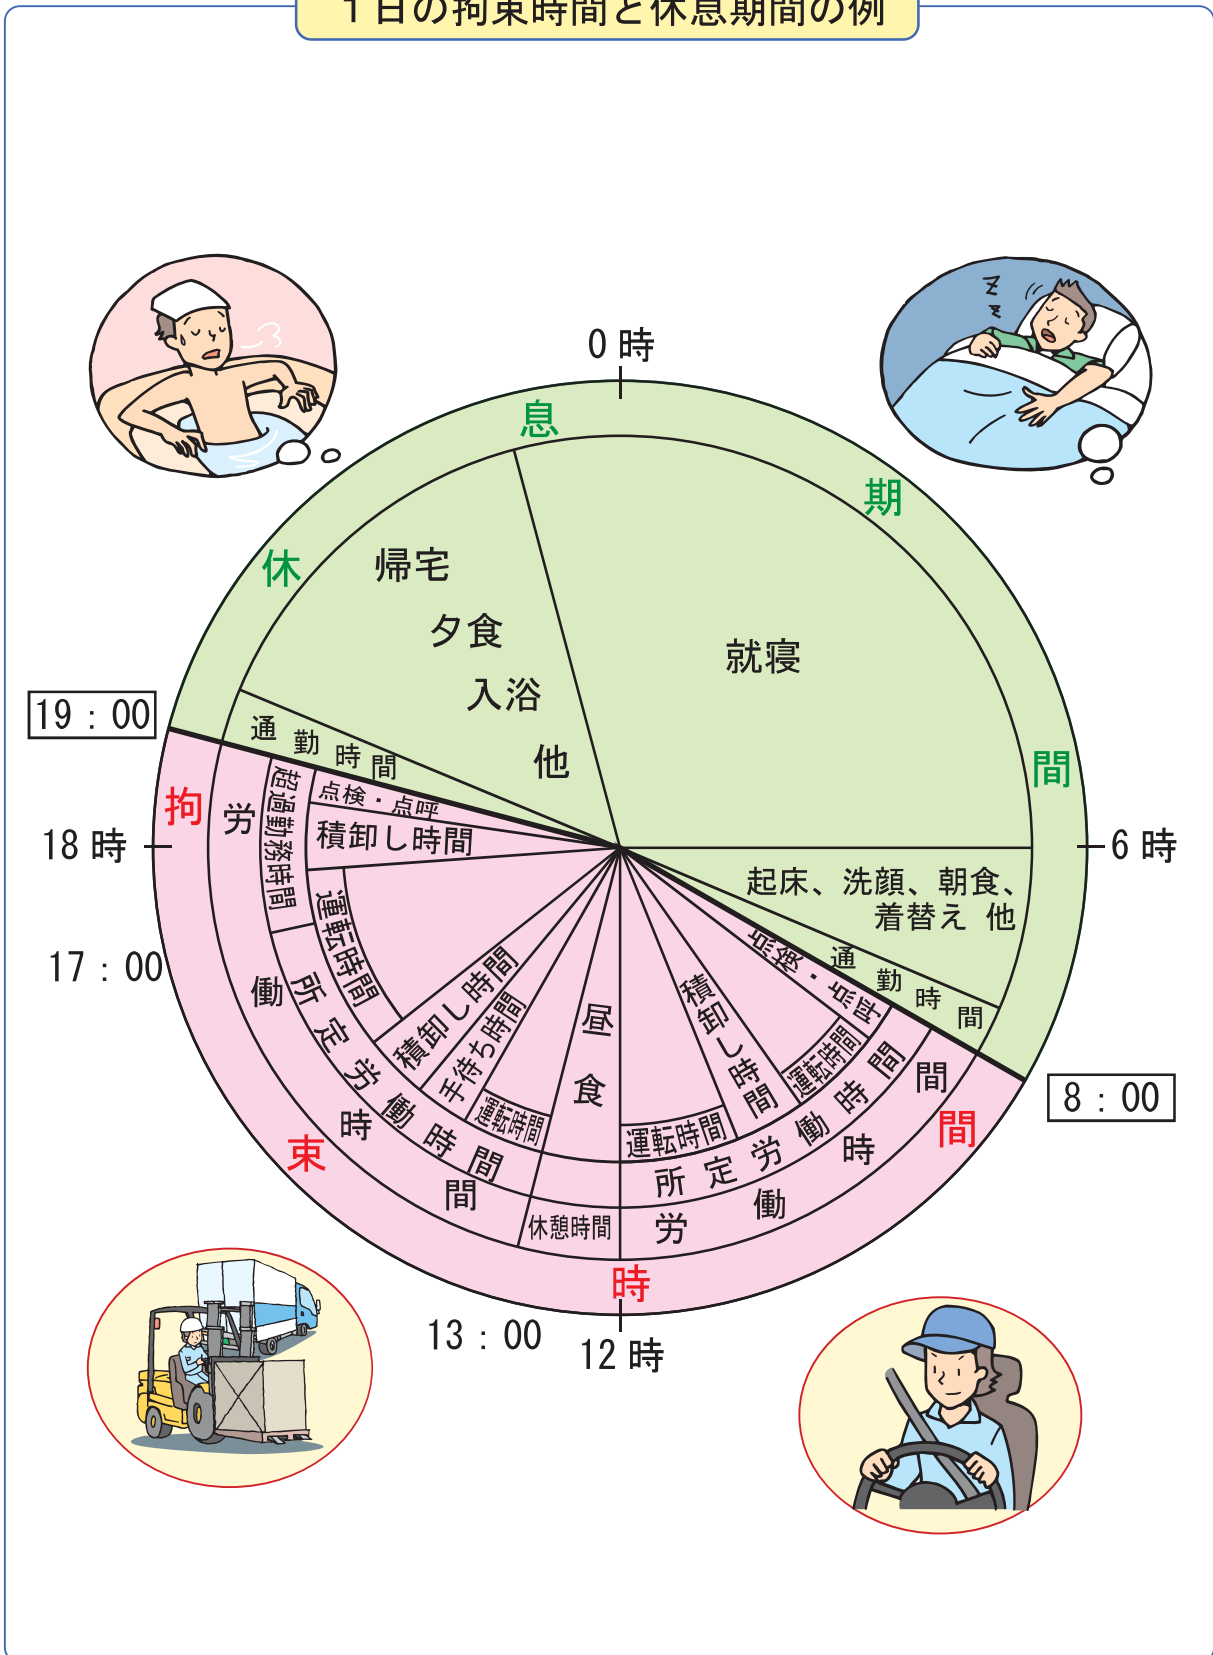 1日の拘束時間と休息期間の例
0時
6時
8：00
12時
13：00
17：00
18時
19：00
休息期間
就寝
起床、洗顔、朝食、
着替え 他
通勤時間
帰宅
夕食
入浴
他
通勤時間
拘束時間
労働時間
所定労働時間
点検・点呼
運転時間
積卸し時間
運転時間
昼食
休憩時間
労働時間
所定労働時間
運転時間
手待ち時間
積卸し時間
運転時間
超過勤務時間
積卸し時間
点検・点呼
z
z